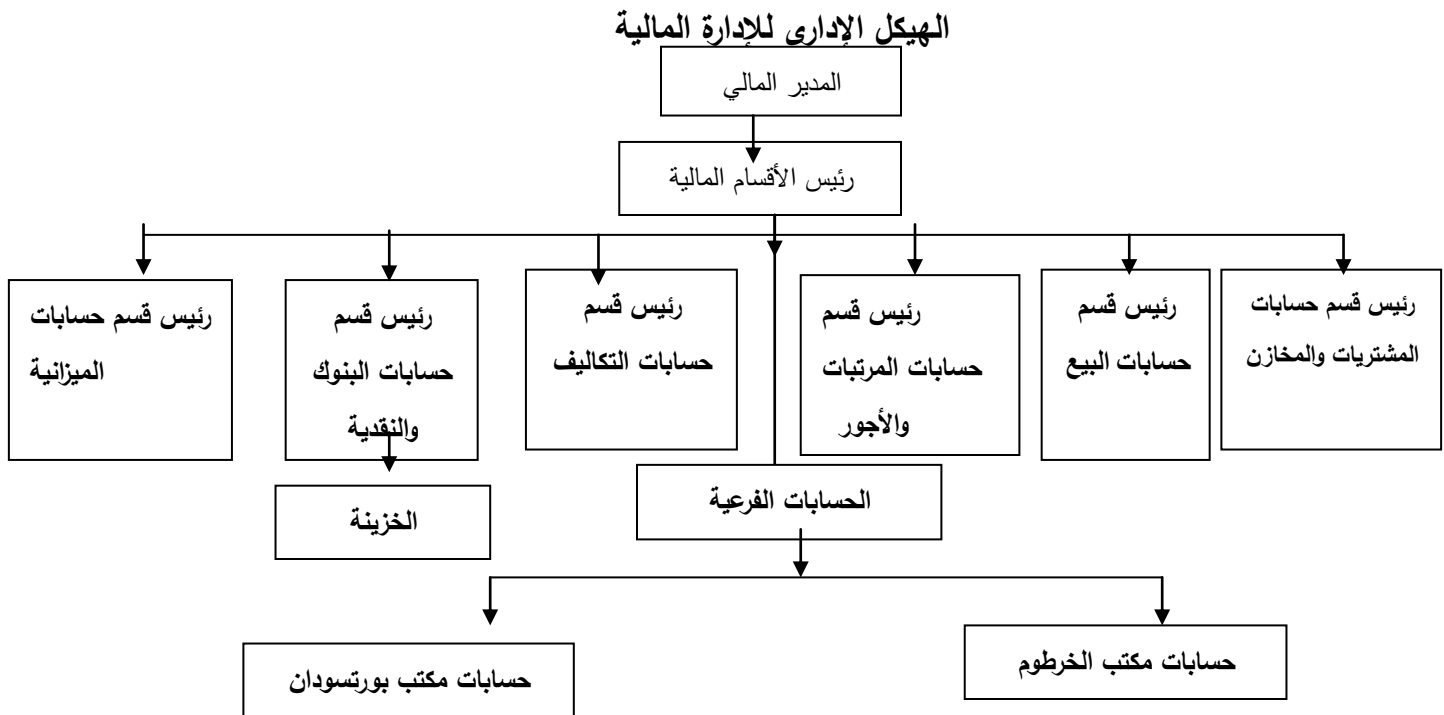 الهيكل الإدارى للإدارة المالية
المدير المالي
رئيس الأقسام المالية
رئيس قسم حسابات
المشتريات والمخازن
رئيس قسم
حسابات البيع
رئيس قسم
حسابات المرتبات
والأجور
رئيس قسم
حسابات التكاليف
رئيس قسم
حسابات البنوك
والنقدية
رئيس قسم حسابات
الميزانية
الحسابات الفرعية
الخزينة
حسابات مكتب الخرطوم
حسابات مكتب بورتسودان